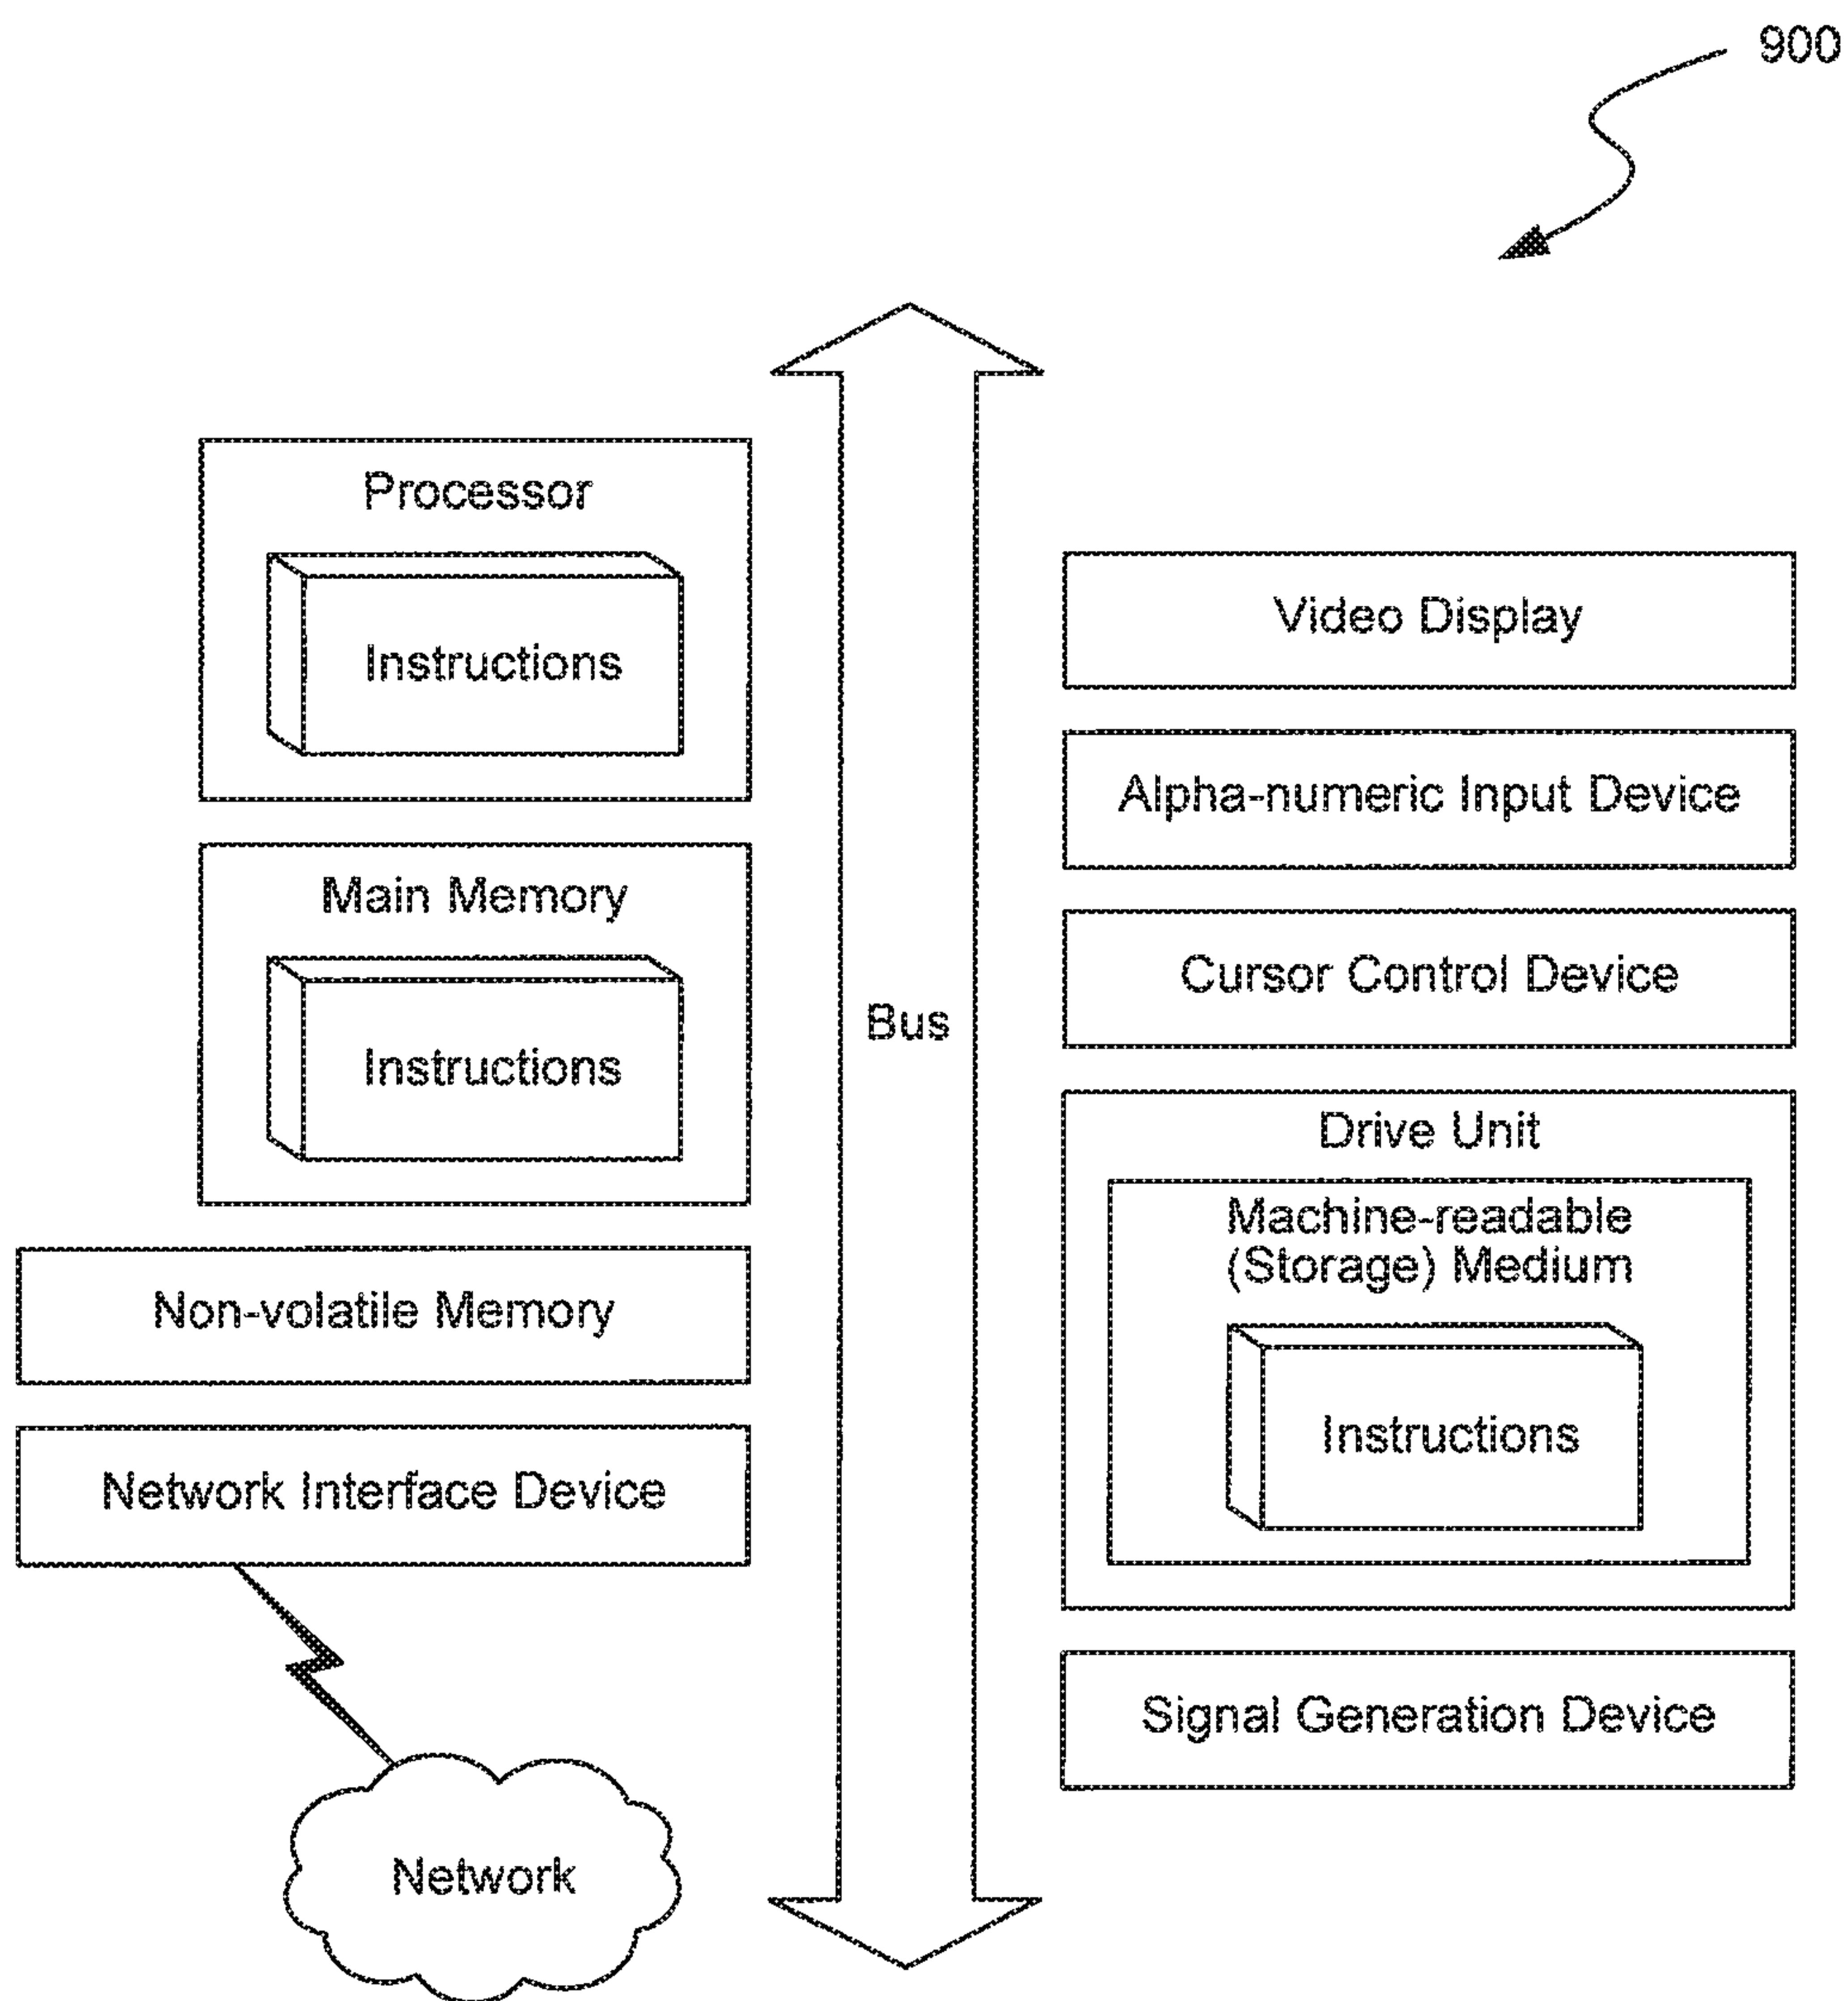 900
Processor
Instructions
Main Memory
Instructions
Non-volatile Memory
Network Interface Device
Network
Bus
Video Display
Alpha-numeric Input Device
Cursor Control Device
Drive Unit
Machine-readable
(Storage) Medium
Instructions
Signal Generation Device